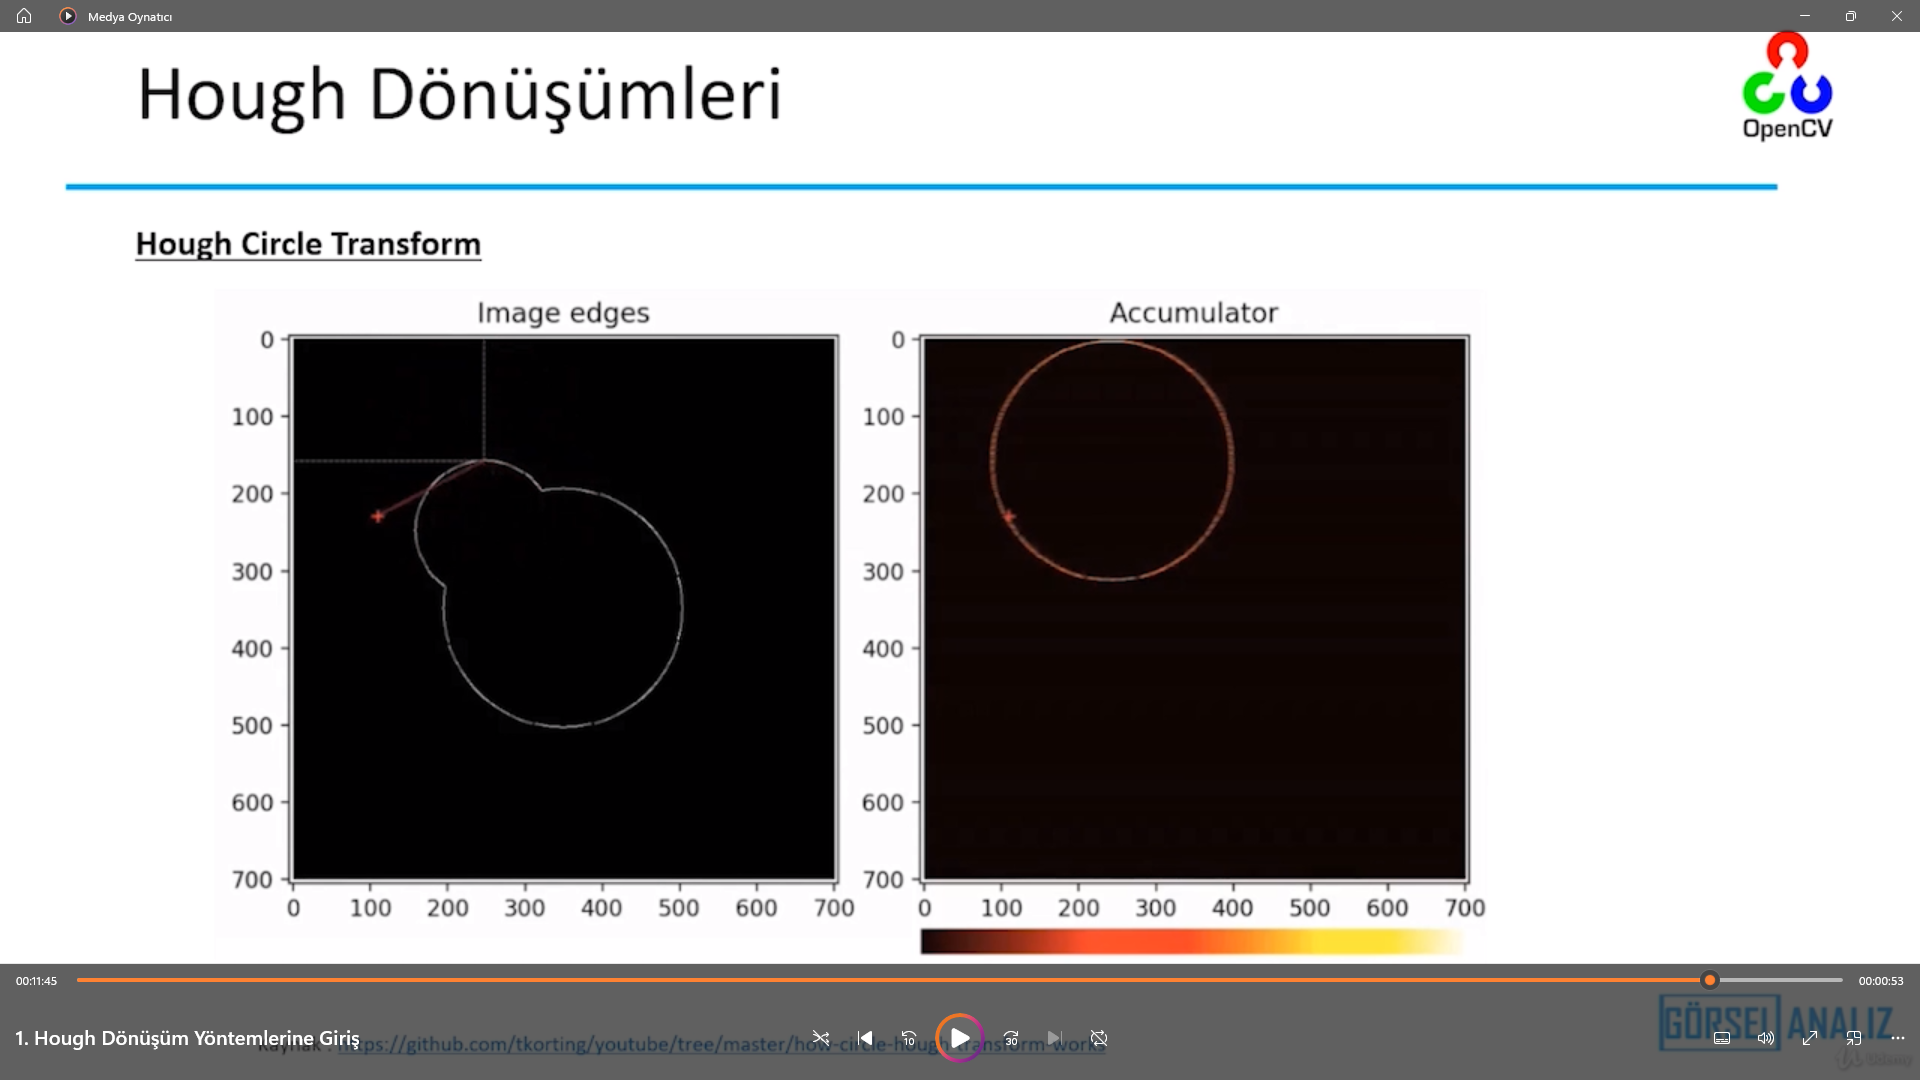 Medya Oynatıcı
Hough Dönüşümleri
OpenCV
Hough Circle Transform
Image edges
Accumulator
0
100
200
300
400
500
600
700
0 100 200 300 400 500 600 700
0
100
200
300
400
500
600
700
0 100 200 300 400 500 600 700
00:11:45
00:00:53
1. Hough Dönüşüm Yöntemlerine Giriş
Kaynak : https://github.com/tkorting/youtube/tree/master/how-circle-hough-transform-works
10
30
GÖRSEL ANALIZ
Udemy